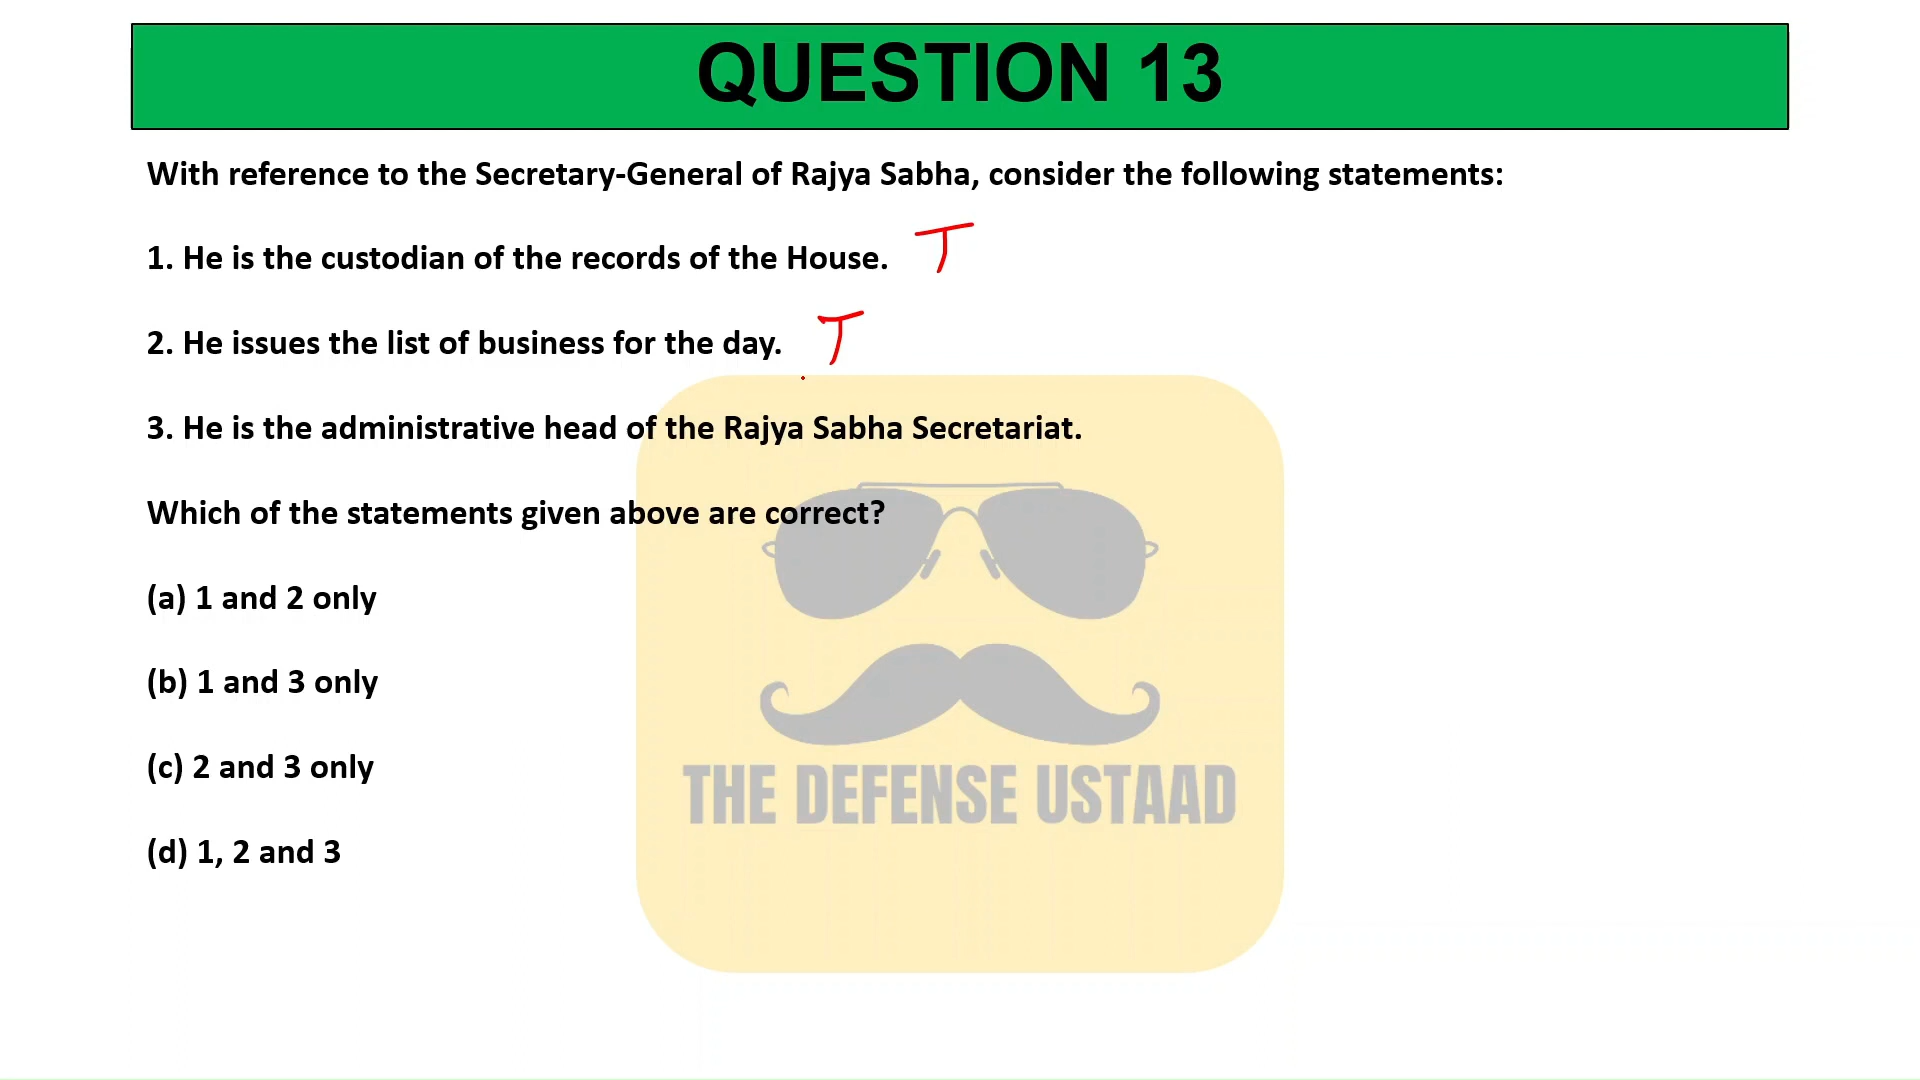 QUESTION 13
With reference to the Secretary-General of Rajya Sabha, consider the following statements:
1. He is the custodian of the records of the House. T
2. He issues the list of business for the day. T
3. He is the administrative head of the Rajya Sabha Secretariat.
Which of the statements given above are correct?
(a) 1 and 2 only
(b) 1 and 3 only
(c) 2 and 3 only
(d) 1, 2 and 3
THE DEFENSE USTAAD